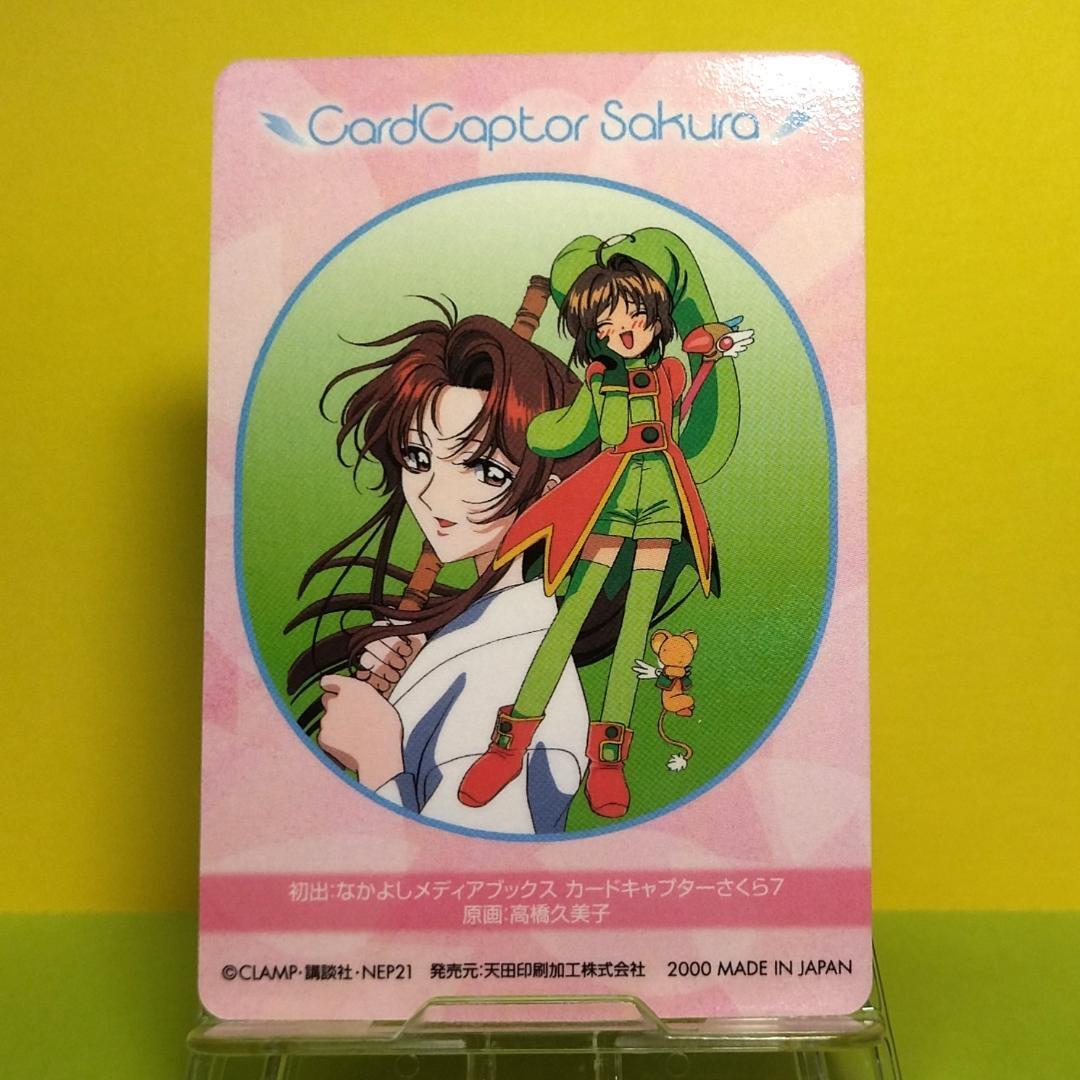 CardCaptor Sakura
初出:なかよしメディアブックス カードキャプターさくら7
原画:高橋久美子
©CLAMP・講談社・NEP21 発売元:天田印刷加工株式会社 2000 MADE IN JAPAN